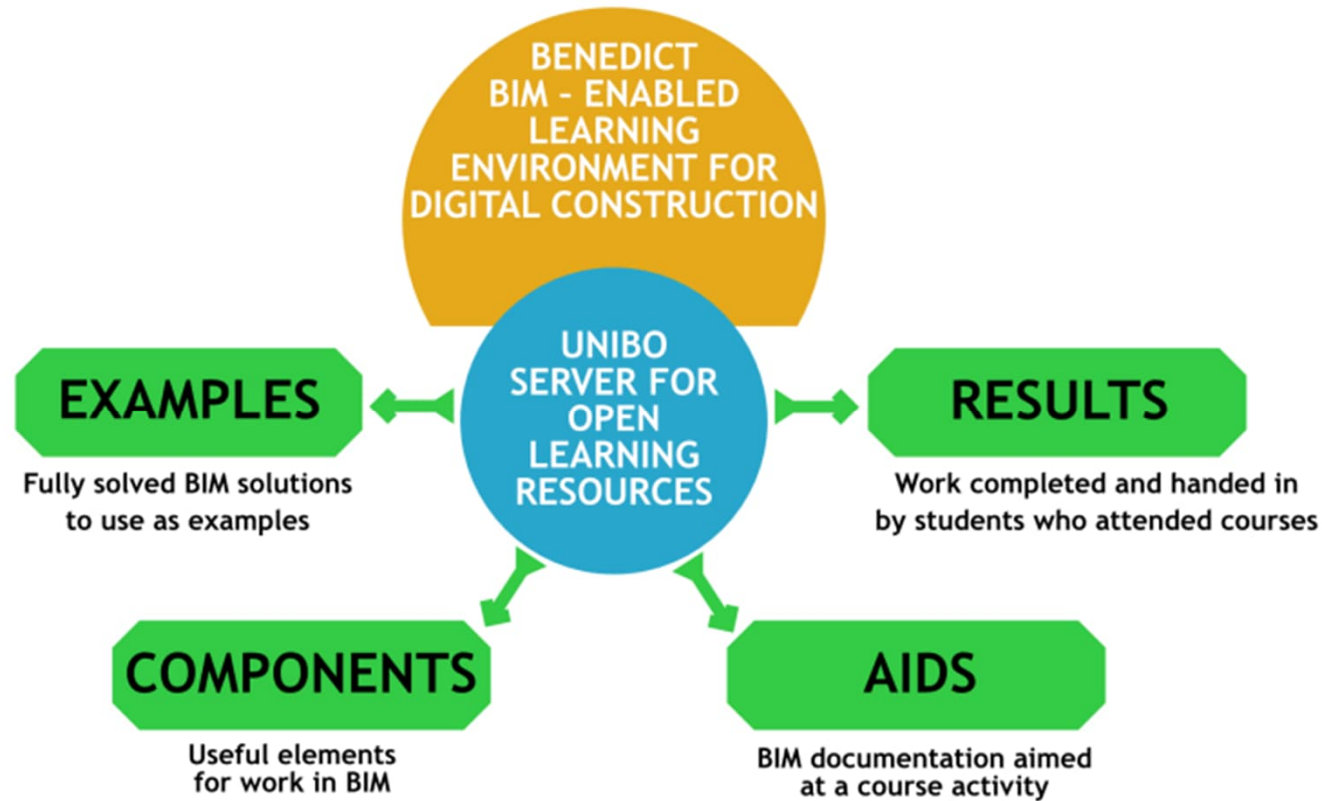 BENEDICT
BIM - ENABLED
LEARNING
ENVIRONMENT FOR
DIGITAL CONSTRUCTION
UNIBO
SERVER FOR
OPEN
LEARNING
RESOURCES
EXAMPLES
Fully solved BIM solutions
to use as examples
RESULTS
Work completed and handed in
by students who attended courses
COMPONENTS
Useful elements
for work in BIM
AIDS
BIM documentation aimed
at a course activity